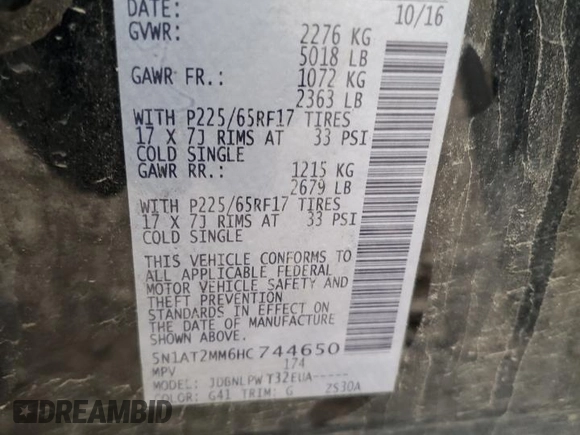 DATE: 10/16
GVWR: 2276 KG
5018 LB
GAWR FR.: 1072 KG
2363 LB
WITH P225/65RF17 TIRES
17 X 7J RIMS AT 33 PSI
COLD SINGLE
GAWR RR.: 1215 KG
2679 LB
WITH P225/65RF17 TIRES
17 X 7J RIMS AT 33 PSI
COLD SINGLE
THIS VEHICLE CONFORMS TO
ALL APPLICABLE FEDERAL
MOTOR VEHICLE SAFETY AND
THEFT PREVENTION
STANDARDS IN EFFECT ON
DATE OF MANUFACTURE
SHOWN ABOVE.
5N1AT2MM6HC744650
MPV 174
MODEL: JDBNLPWT32EUA-----
COLOR: G41 TRIM: G ZS30A
DREAMBID
AUTO AUCTIONS